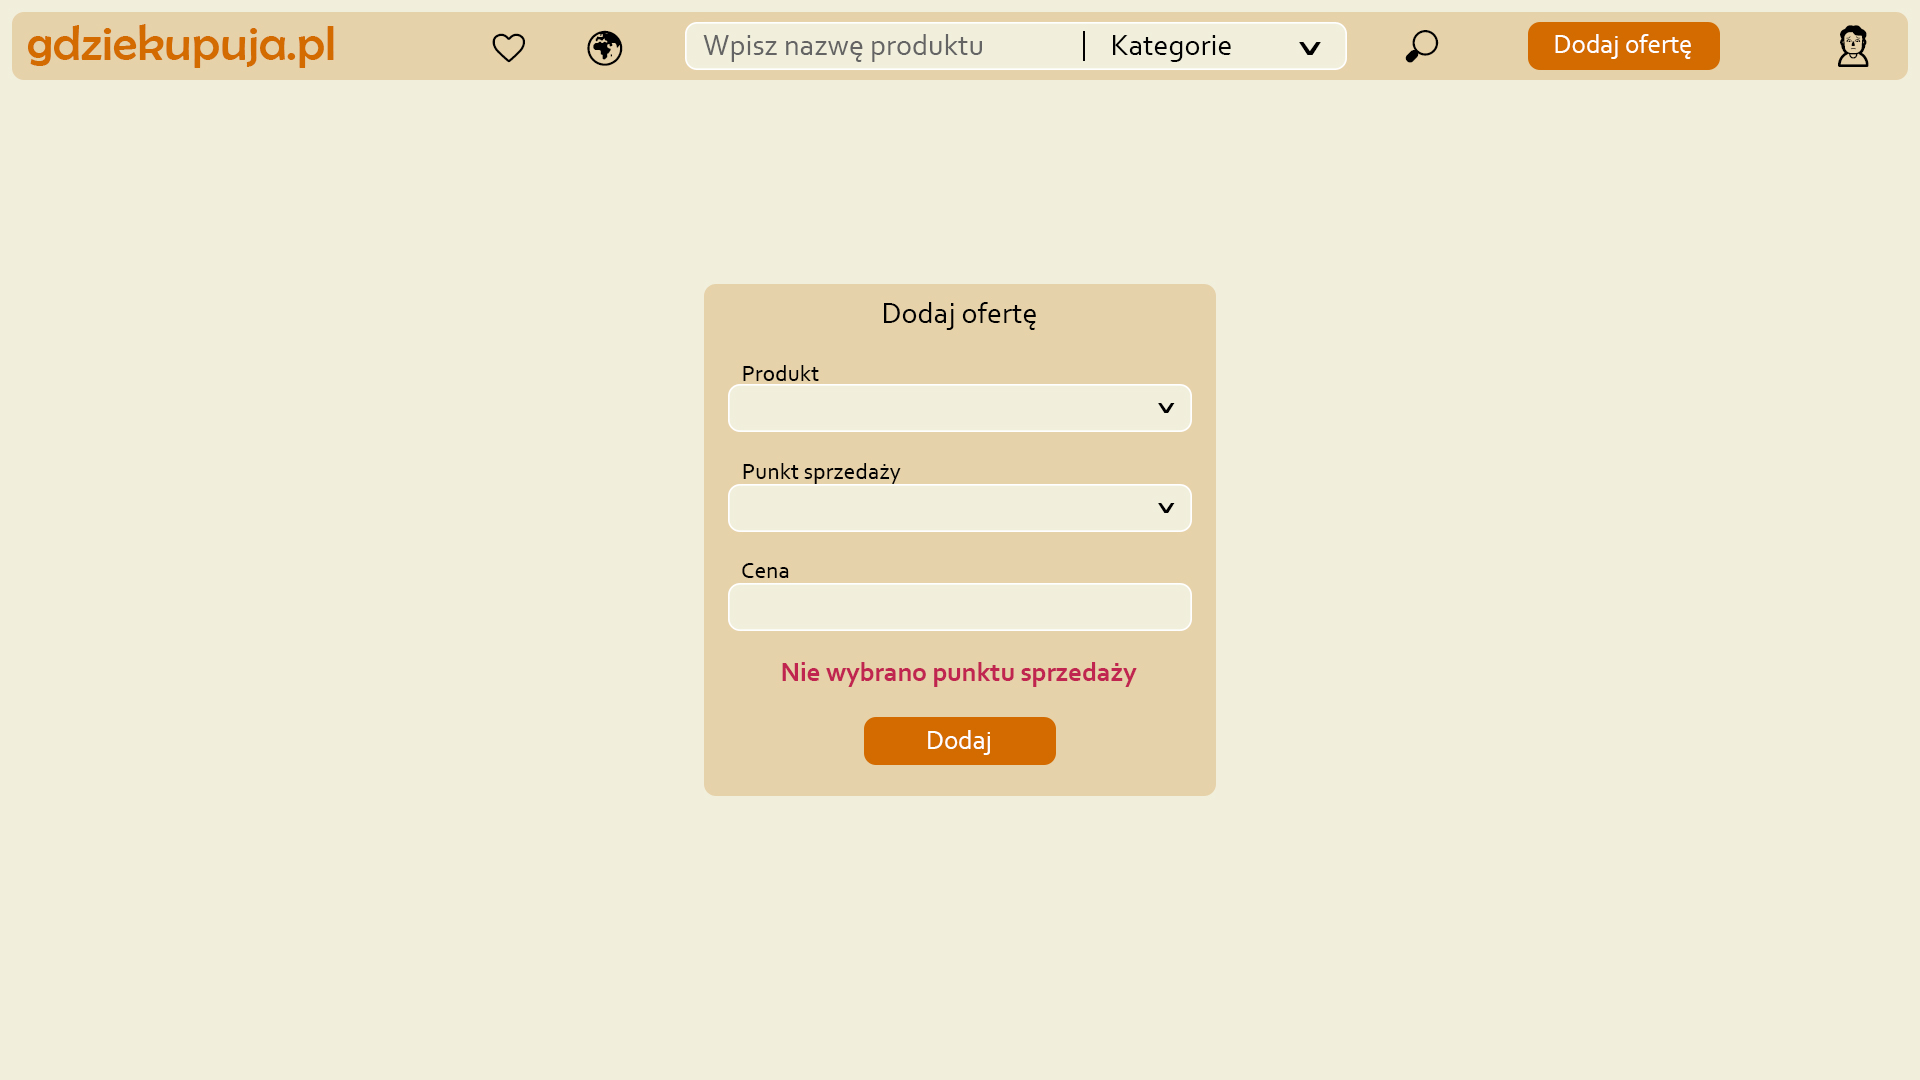 gdziekupuja.pl
Wpisz nazwę produktu
Kategorie
Dodaj ofertę
Dodaj ofertę
Produkt
Punkt sprzedaży
Cena
Nie wybrano punktu sprzedaży
Dodaj